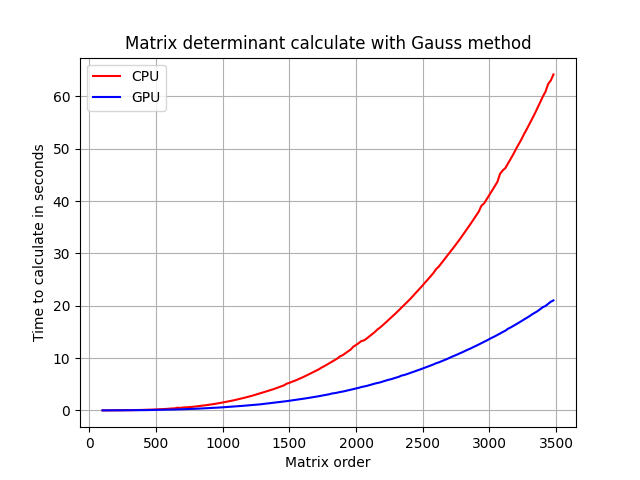 Matrix determinant calculate with Gauss method
CPU
GPU
Time to calculate in seconds
60
50
40
30
20
10
0
0 500 1000 1500 2000 2500 3000 3500
Matrix order